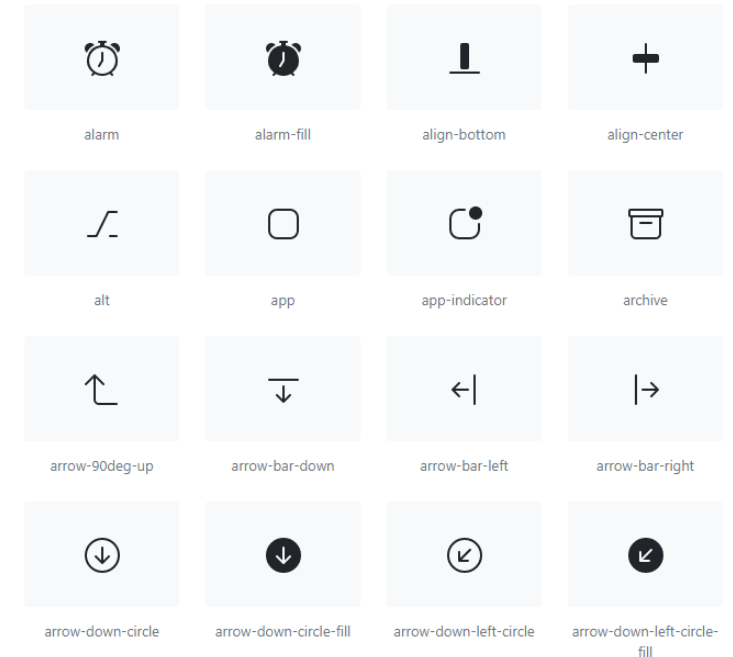 alarm
alarm-fill
align-bottom
align-center
alt
app
app-indicator
archive
arrow-90deg-up
arrow-bar-down
arrow-bar-left
arrow-bar-right
arrow-down-circle
arrow-down-circle-fill
arrow-down-left-circle
arrow-down-left-circle-
fill